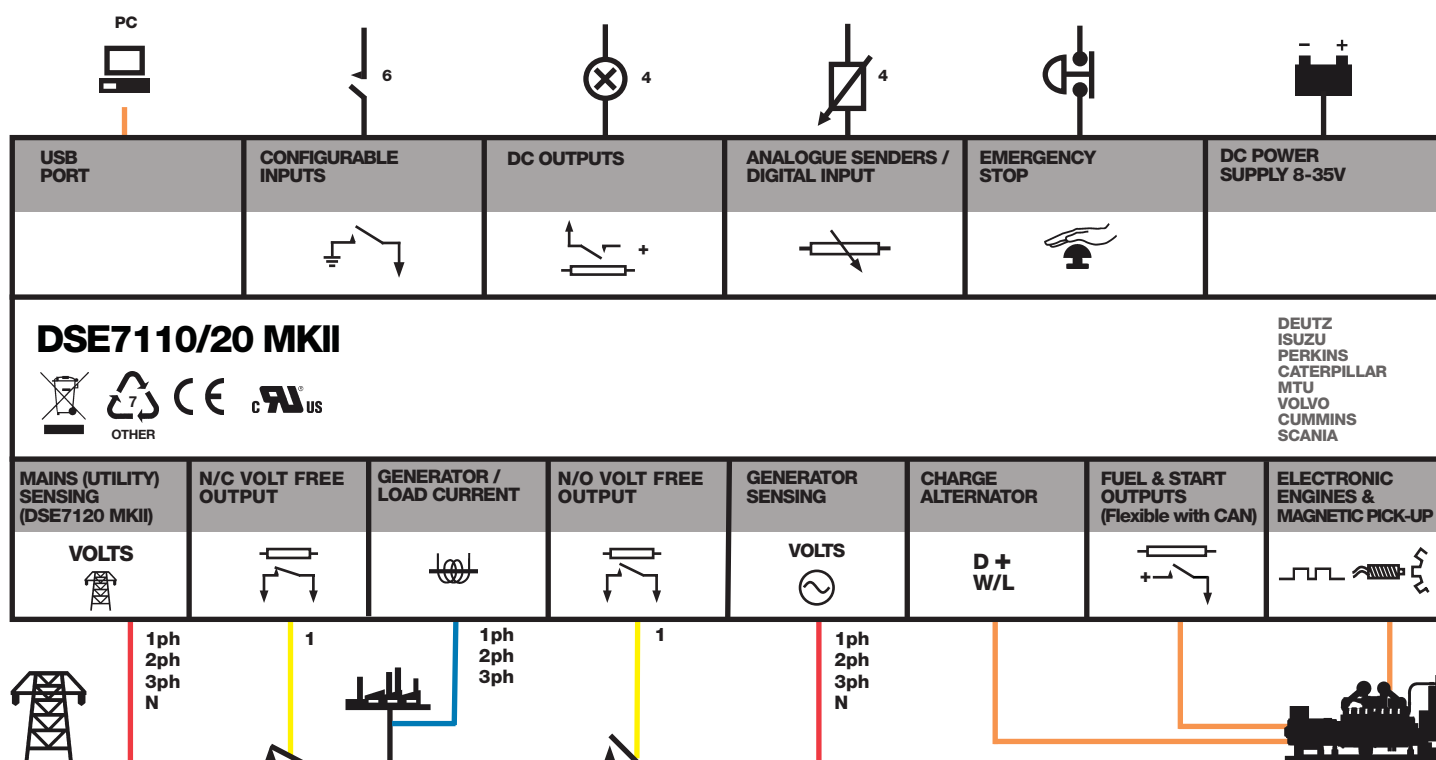 PC
6
4
4
- +
USB
PORT
CONFIGURABLE
INPUTS
DC OUTPUTS
ANALOGUE SENDERS /
DIGITAL INPUT
EMERGENCY
STOP
DC POWER
SUPPLY 8-35V
+
DSE7110/20 MKII
7
OTHER
CE
c RU ® US
DEUTZ
ISUZU
PERKINS
CATERPILLAR
MTU
VOLVO
CUMMINS
SCANIA
MAINS (UTILITY)
SENSING
(DSE7120 MKII)
N/C VOLT FREE
OUTPUT
GENERATOR /
LOAD CURRENT
N/O VOLT FREE
OUTPUT
GENERATOR
SENSING
CHARGE
ALTERNATOR
FUEL & START
OUTPUTS
(Flexible with CAN)
ELECTRONIC
ENGINES &
MAGNETIC PICK-UP
VOLTS
VOLTS
D +
W/L
+
1ph
2ph
3ph
N
1
1ph
2ph
3ph
1
1ph
2ph
3ph
N